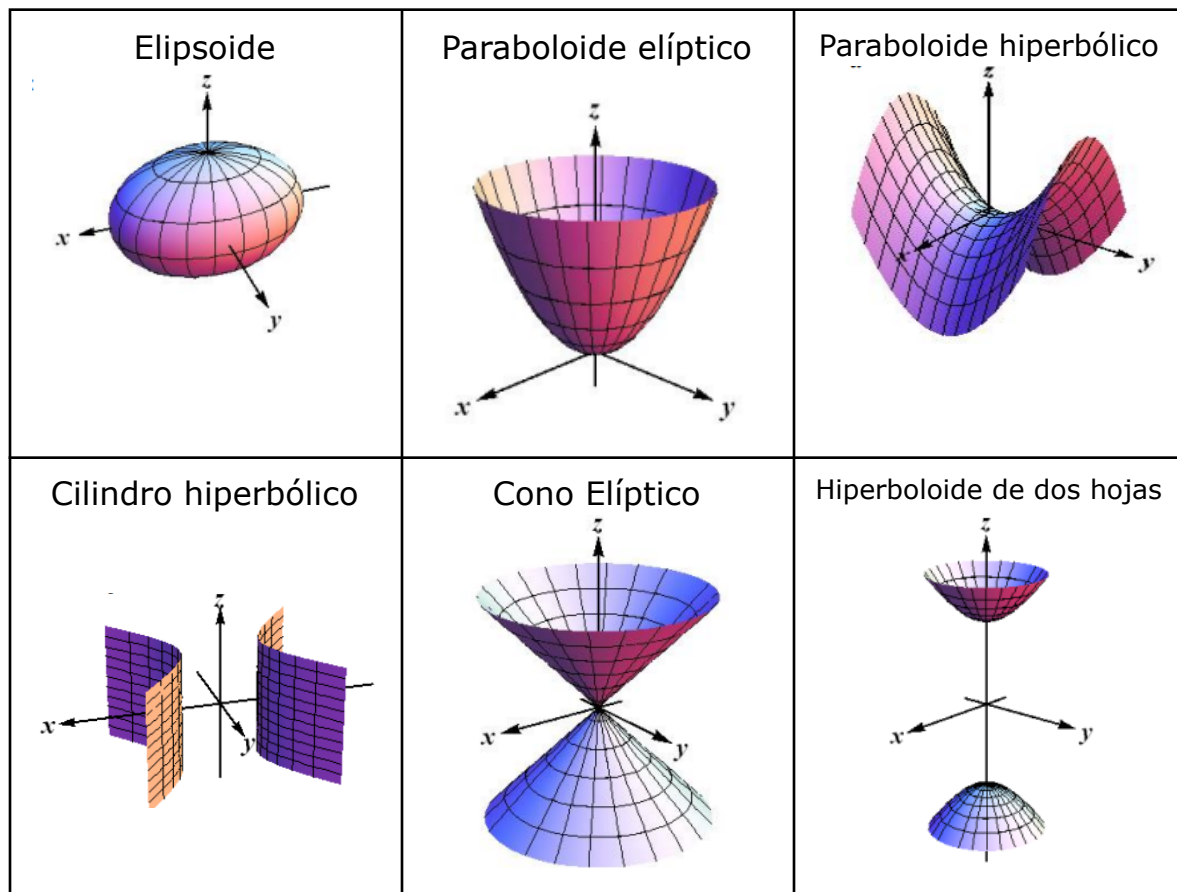 Elipsoide
z
x
y
Paraboloide elíptico
z
x
y
Paraboloide hiperbólico
z
x
y
Cilindro hiperbólico
z
x
y
Cono Elíptico
z
x
y
Hiperboloide de dos hojas
z
x
y